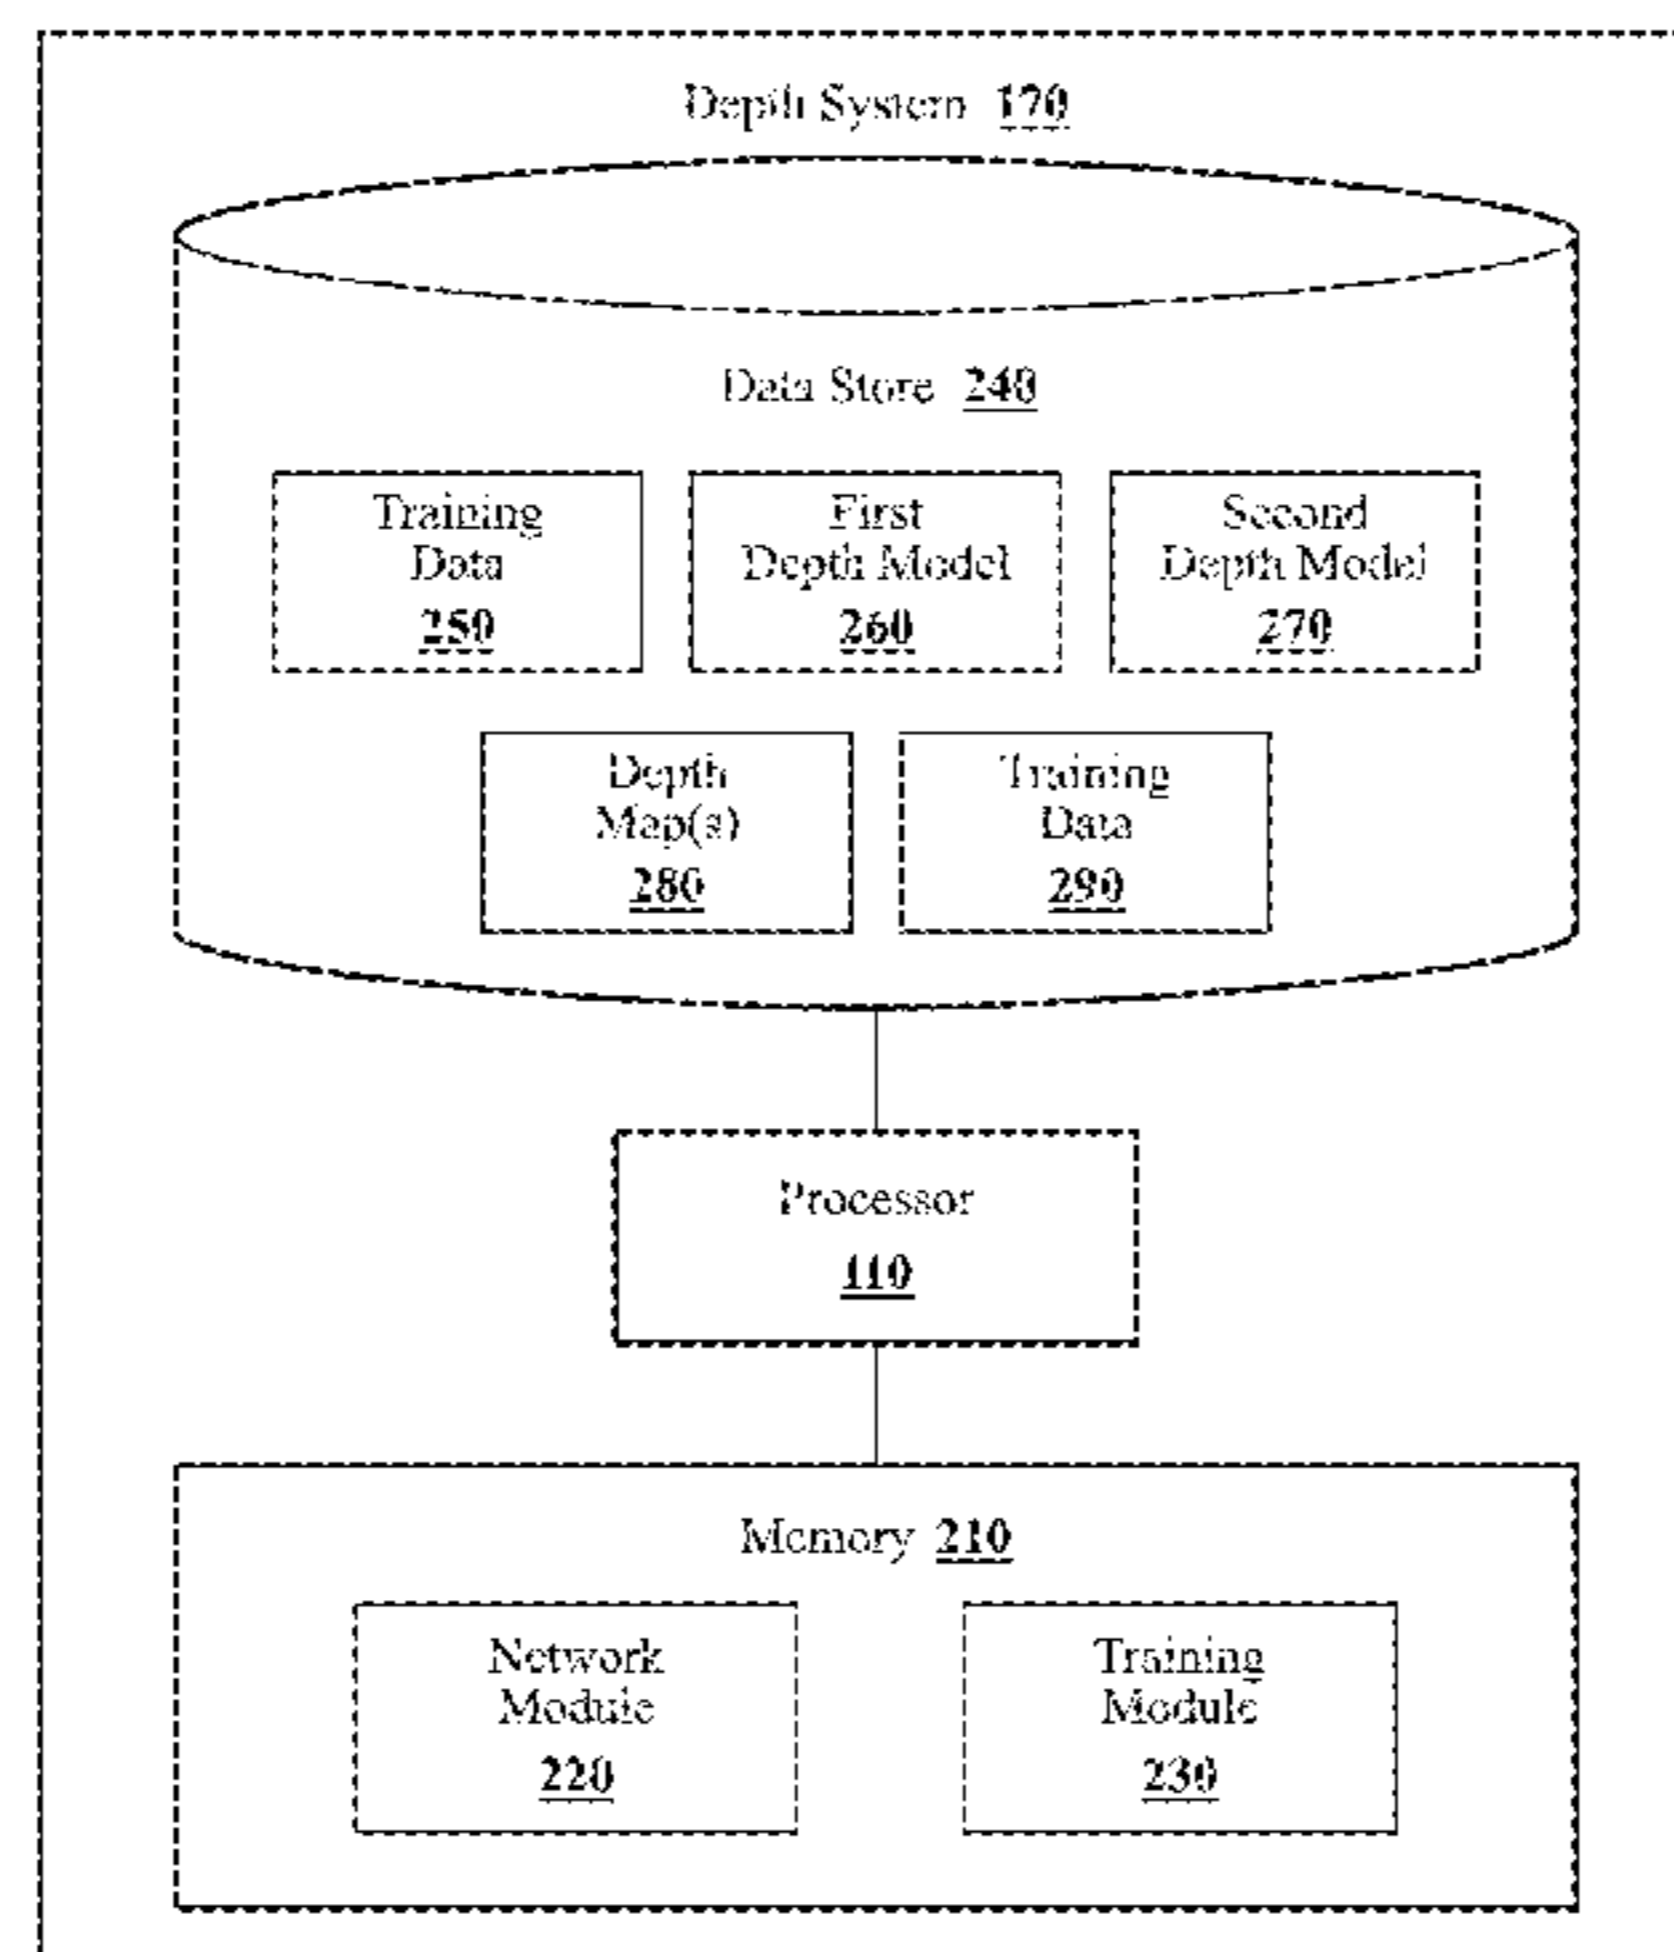 Depth System 170
Data Store 240
Training
Data
250
First
Depth Model
260
Second
Depth Model
270
Depth
Map(s)
280
Training
Data
290
Processor
110
Memory 210
Network
Module
220
Training
Module
230